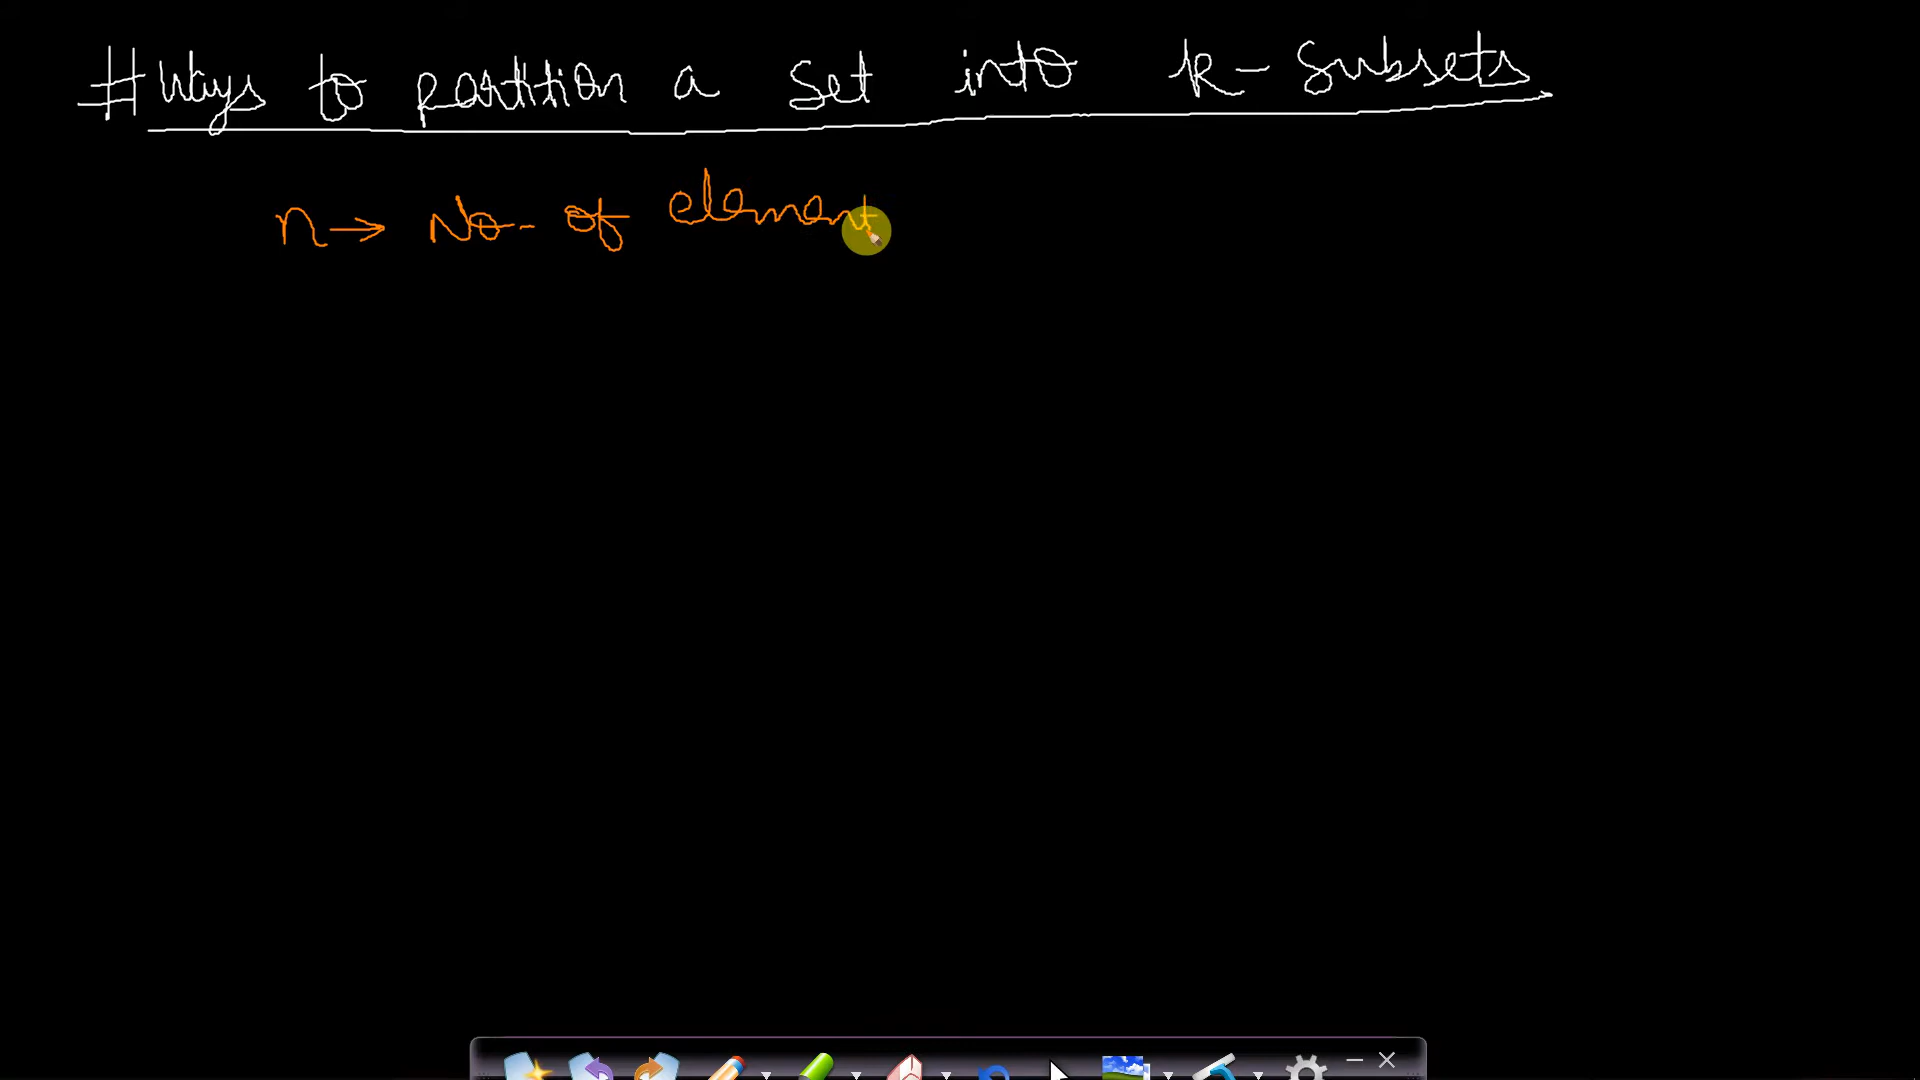 #Ways to partition a set into k-subsets
n→ No. of element